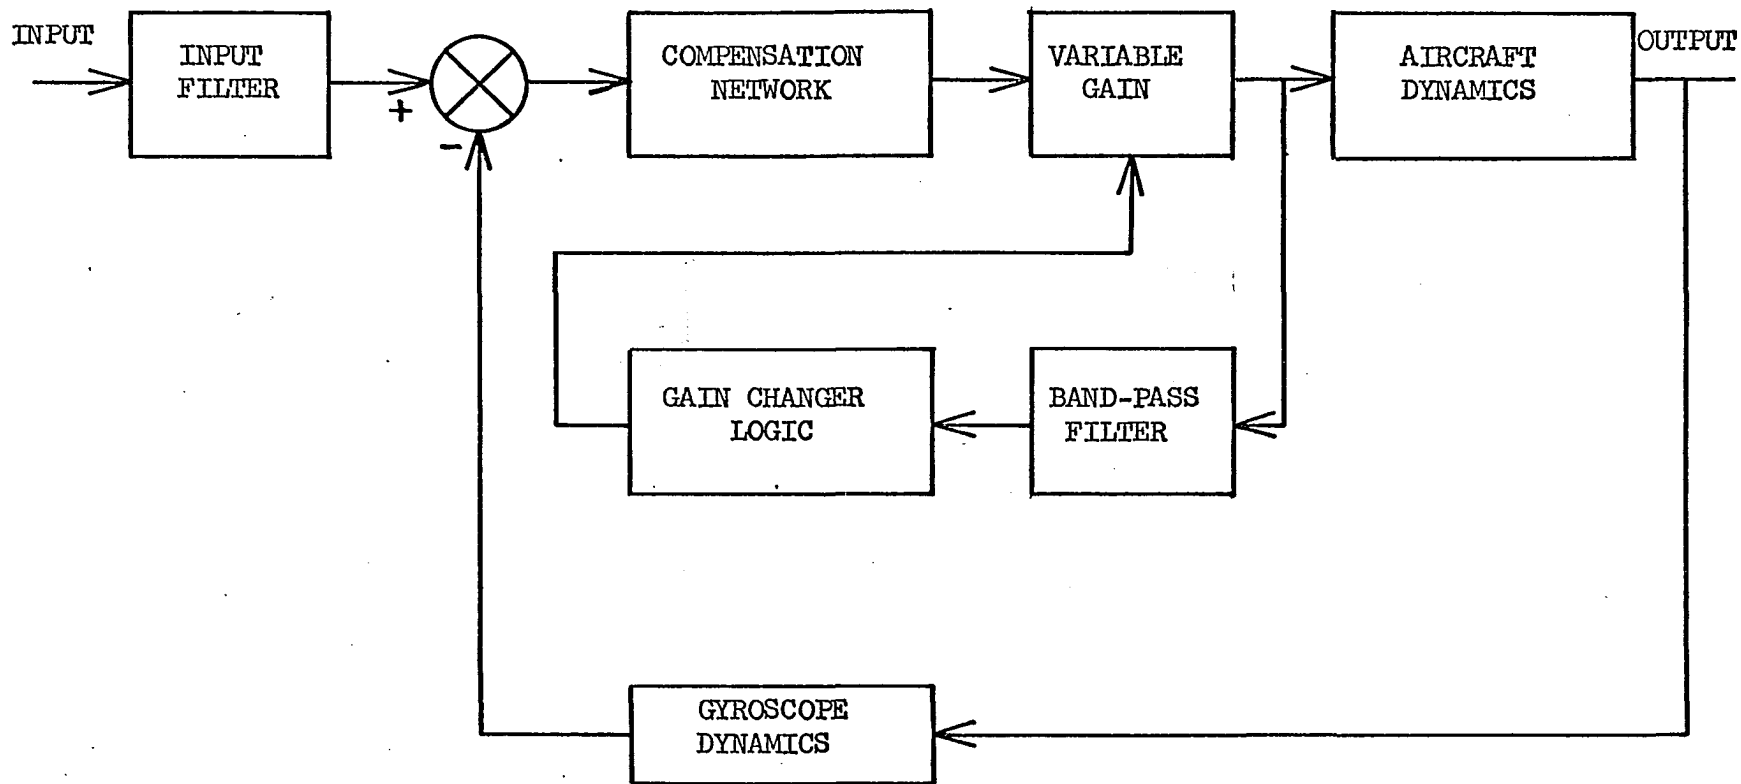 INPUT
INPUT
FILTER
+
-
COMPENSATION
NETWORK
VARIABLE
GAIN
AIRCRAFT
DYNAMICS
OUTPUT
GAIN CHANGER
LOGIC
BAND-PASS
FILTER
GYROSCOPE
DYNAMICS